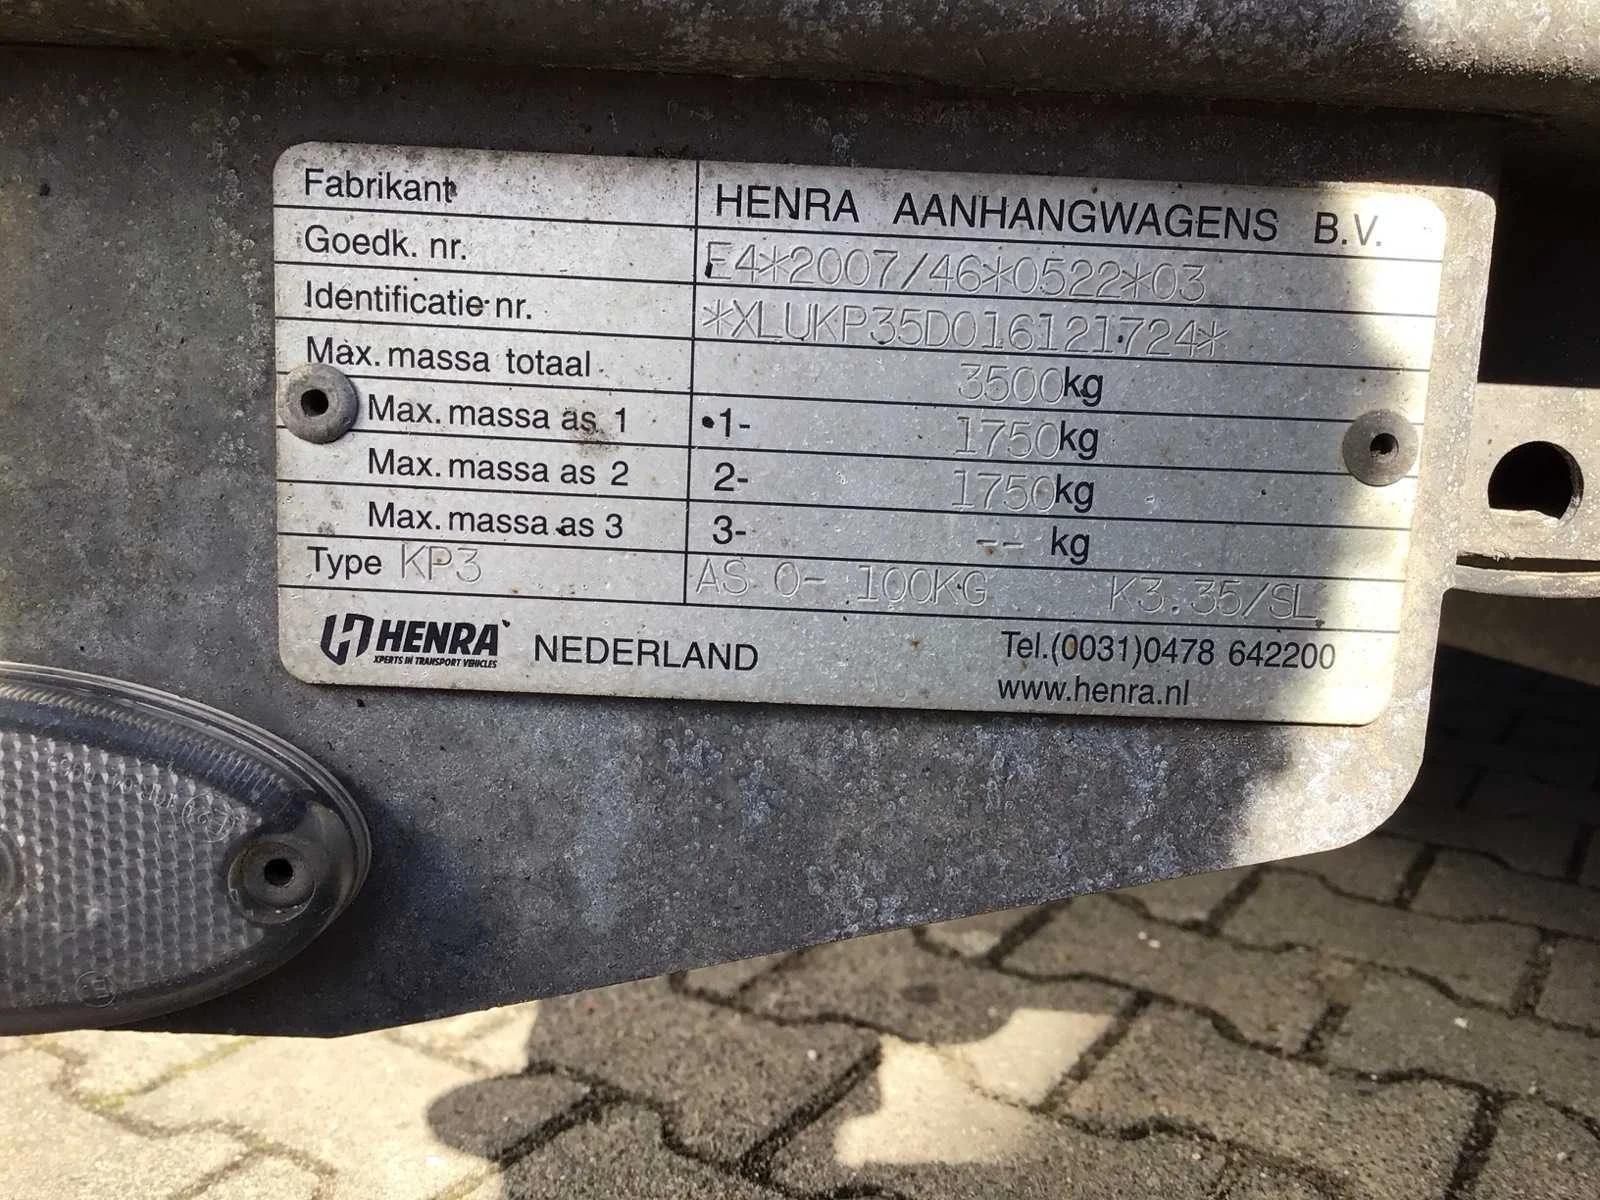 Fabrikant HENRA AANHANGWAGENS B.V.
Goedk. nr. E4*2007/46*0522*03
Identificatie nr. *XLUKP35D016121724*
Max. massa totaal 3500kg
Max. massa as 1 1- 1750kg
Max. massa as 2 2- 1750kg
Max. massa as 3 3- -- kg
Type KP3 AS 0- 100KG K3.35/SL
HENRA NEDERLAND Tel.(0031)0478 642200
XPERTS IN TRANSPORT VEHICLES
www.henra.nl